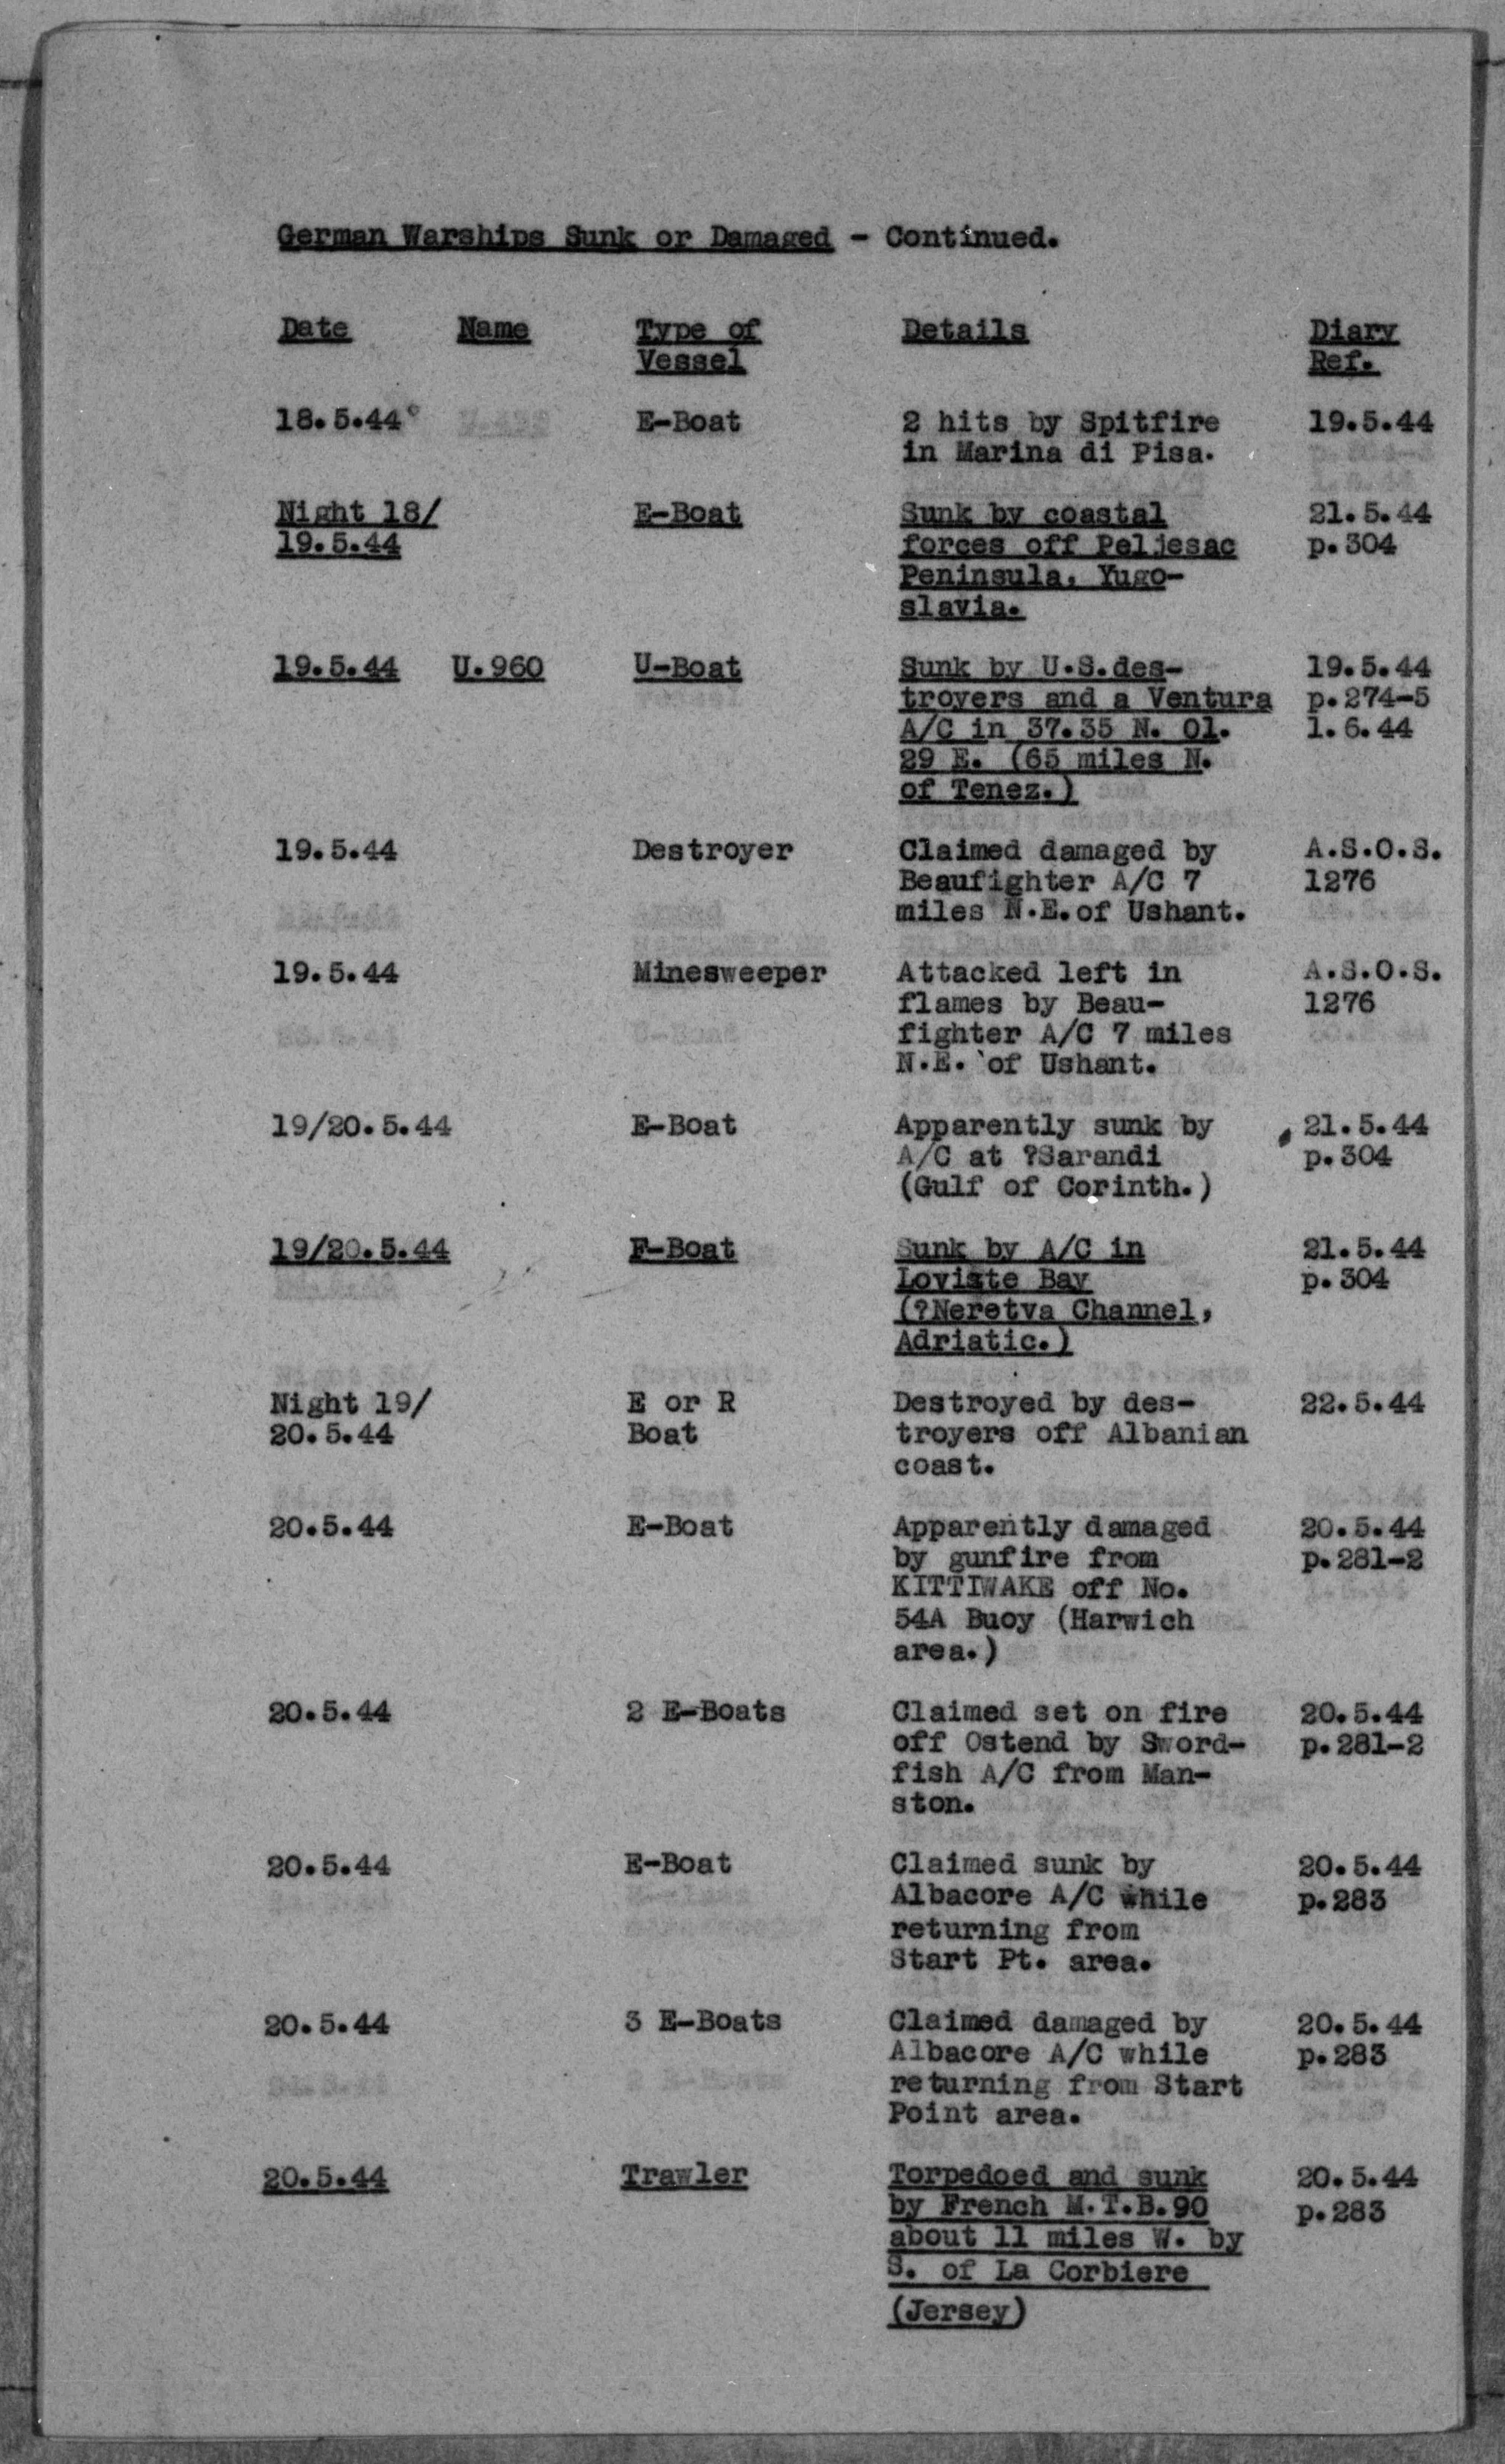 German Warships Sunk or Damaged - Continued.
Date Name Type of Vessel Details Diary Ref.
18.5.44 E-Boat 2 hits by Spitfire 19.5.44
in Marina di Pisa.
Night 18/ E-Boat Sunk by coastal 21.5.44
19.5.44 forces off Peljesac p.304
Peninsula, Yugo-
slavia.
19.5.44 U.960 U-Boat Sunk by U.S.des- 19.5.44
troyers and a Ventura p.274-5
A/C in 37.35 N. 01. 1.6.44
29 E. (65 miles N.
of Tenez.)
19.5.44 Destroyer Claimed damaged by A.S.O.S.
Beaufighter A/C 7 1276
miles N.E.of Ushant.
19.5.44 Minesweeper Attacked left in A.S.O.S.
flames by Beau- 1276
fighter A/C 7 miles
N.E. of Ushant.
19/20.5.44 E-Boat Apparently sunk by 21.5.44
A/C at ?Sarandi p.304
(Gulf of Corinth.)
19/20.5.44 F-Boat Sunk by A/C in 21.5.44
Loviste Bay p.304
(?Neretva Channel,
Adriatic.)
Night 19/ E or R Destroyed by des- 22.5.44
20.5.44 Boat troyers off Albanian
coast.
20.5.44 E-Boat Apparently damaged 20.5.44
by gunfire from p.281-2
KITTIWAKE off No.
54A Buoy (Harwich
area.)
20.5.44 2 E-Boats Claimed set on fire 20.5.44
off Ostend by Sword- p.281-2
fish A/C from Man-
ston.
20.5.44 E-Boat Claimed sunk by 20.5.44
Albacore A/C while p.283
returning from
Start Pt. area.
20.5.44 3 E-Boats Claimed damaged by 20.5.44
Albacore A/C while p.283
returning from Start
Point area.
20.5.44 Trawler Torpedoed and sunk 20.5.44
by French M.T.B.90 p.283
about 11 miles W. by
S. of La Corbiere
(Jersey)